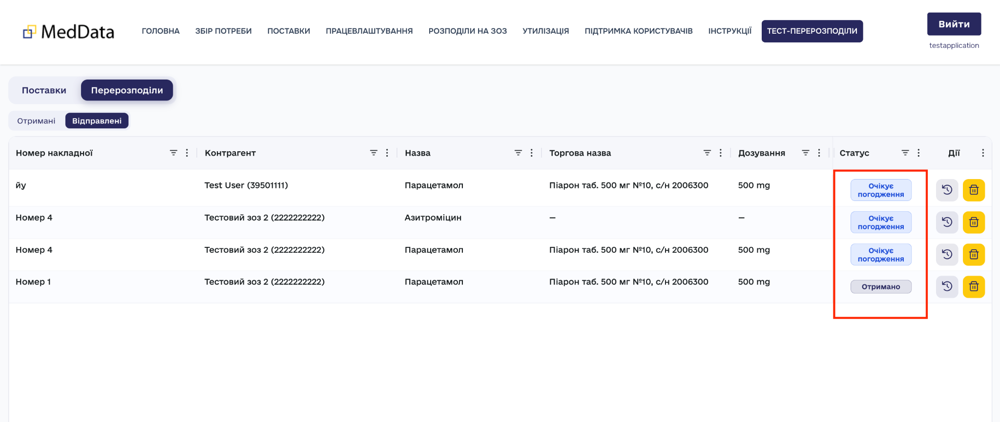 MedData
ГОЛОВНА ЗБІР ПОТРЕБИ ПОСТАВКИ ПРАЦЕВЛАШТУВАННЯ РОЗПОДІЛИ НА ЗОЗ УТИЛІЗАЦІЯ ПІДТРИМКА КОРИСТУВАЧІВ ІНСТРУКЦІЇ ТЕСТ-ПЕРЕРОЗПОДІЛИ
Вийти
testapplication
Поставки Перерозподіли
Отримані Відправлені
Номер накладної Контрагент Назва Торгова назва Дозування Статус Дії
йу Test User (39501111) Парацетамол Піарон таб. 500 мг №10, с/н 2006300 500 mg Очікує
погодження
Номер 4 Тестовий зоз 2 (2222222222) Азитроміцин — — Очікує
погодження
Номер 4 Тестовий зоз 2 (2222222222) Парацетамол Піарон таб. 500 мг №10, с/н 2006300 500 mg Очікує
погодження
Номер 1 Тестовий зоз 2 (2222222222) Парацетамол Піарон таб. 500 мг №10, с/н 2006300 500 mg Отримано